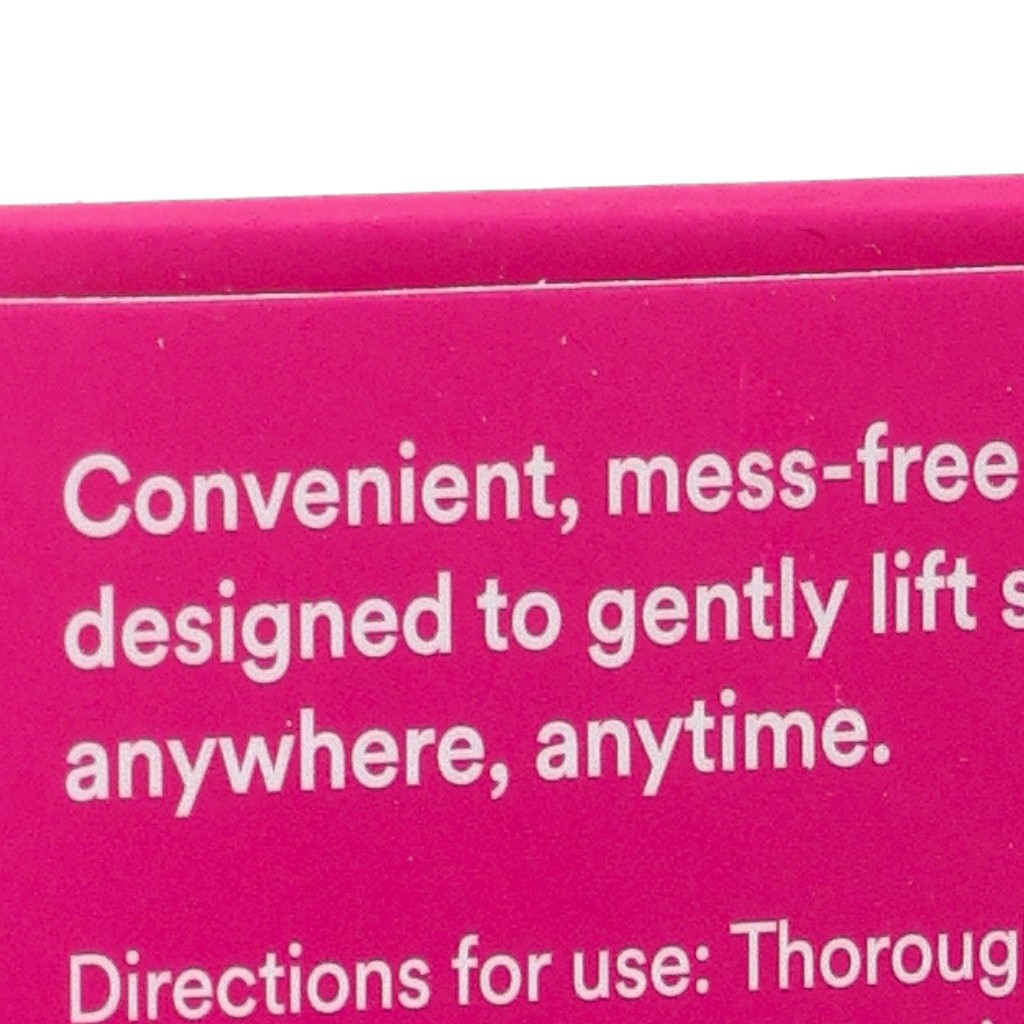 Convenient, mess-free
designed to gently lift s
anywhere, anytime.
Directions for use: Thoroug